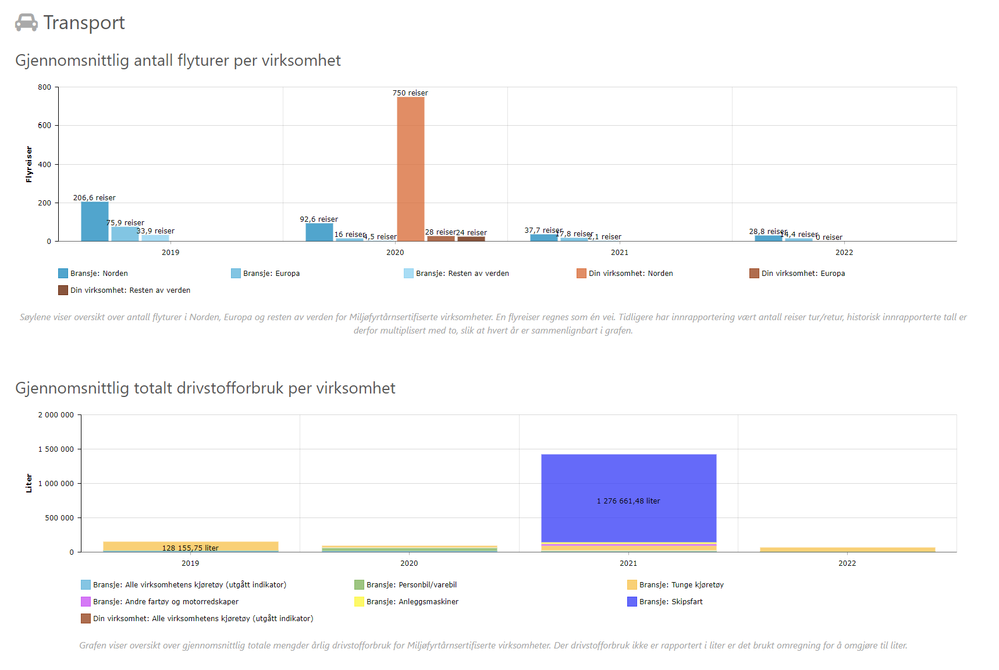 Transport
Gjennomsnittlig antall flyturer per virksomhet
800
600
400
200
0
Flyreiser
206,6 reiser
75,9 reiser
33,9 reiser
92,6 reiser
16 reiser
4,5 reiser
750 reiser
28 reiser
24 reiser
37,7 reiser
17,8 reiser
2,1 reiser
28,8 reiser
14,4 reiser
0 reiser
2019 2020 2021 2022
Bransje: Norden Bransje: Europa Bransje: Resten av verden Din virksomhet: Norden Din virksomhet: Europa
Din virksomhet: Resten av verden
Søylene viser oversikt over antall flyturer i Norden, Europa og resten av verden for Miljøfyrtårnsertifiserte virksomheter. En flyreiser regnes som én vei. Tidligere har innrapportering vært antall reiser tur/retur, historisk innrapporterte tall er
derfor multiplisert med to, slik at hvert år er sammenlignbart i grafen.
Gjennomsnittlig totalt drivstofforbruk per virksomhet
2 000 000
1 500 000
1 000 000
500 000
0
Liter
128 155,75 liter
1 276 661,48 liter
2019 2020 2021 2022
Bransje: Alle virksomhetens kjøretøy (utgått indikator) Bransje: Personbil/varebil Bransje: Tunge kjøretøy
Bransje: Andre fartøy og motorredskaper Bransje: Anleggsmaskiner Bransje: Skipsfart
Din virksomhet: Alle virksomhetens kjøretøy (utgått indikator)
Grafen viser oversikt over gjennomsnittlig totale mengder årlig drivstofforbruk for Miljøfyrtårnsertifiserte virksomheter. Der drivstofforbruk ikke er rapportert i liter er det brukt omregning for å omgjøre til liter.